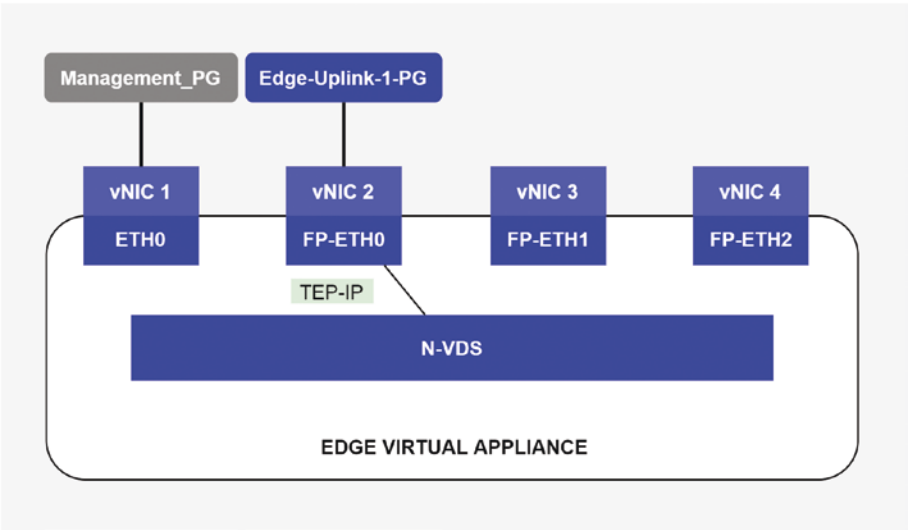 Management_PG
Edge-Uplink-1-PG
vNIC 1
vNIC 2
vNIC 3
vNIC 4
ETH0
FP-ETH0
FP-ETH1
FP-ETH2
TEP-IP
N-VDS
EDGE VIRTUAL APPLIANCE